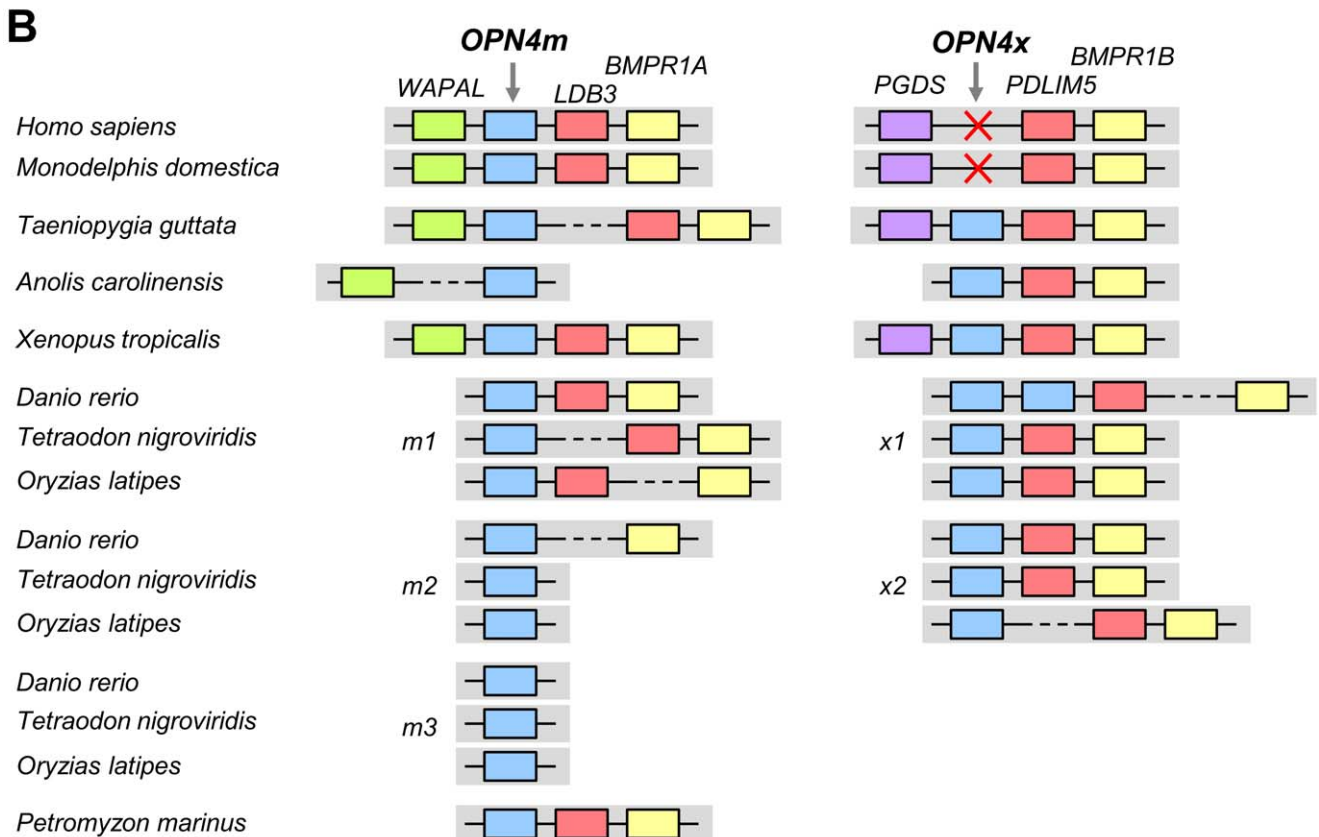 B
OPN4m OPN4x
BMPR1A BMPR1B
WAPAL LDB3 PGDS PDLIM5
Homo sapiens
Monodelphis domestica
Taeniopygia guttata
Anolis carolinensis
Xenopus tropicalis
Danio rerio
Tetraodon nigroviridis m1 x1
Oryzias latipes
Danio rerio
Tetraodon nigroviridis m2 x2
Oryzias latipes
Danio rerio
Tetraodon nigroviridis m3
Oryzias latipes
Petromyzon marinus